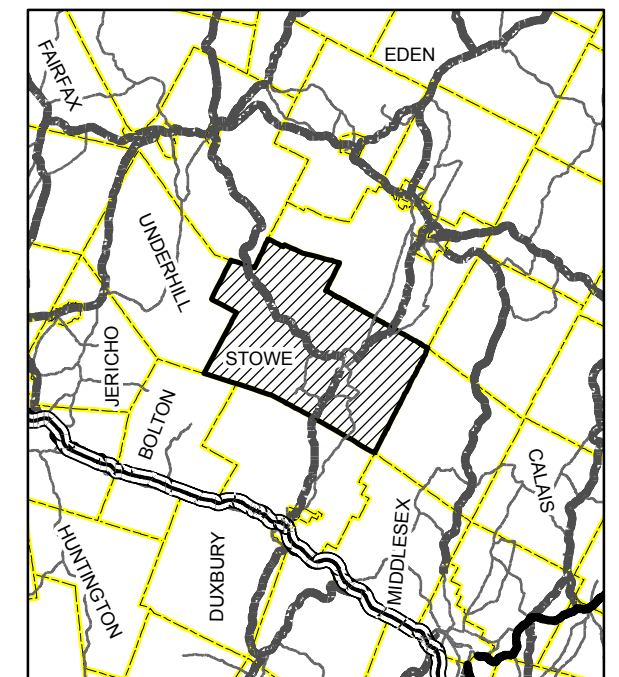 EDEN
FAIRFAX
UNDERHILL
JERICHO
STOWE
BOLTON
CALAIS
MIDDLESEX
HUNTINGTON
DUXBURY